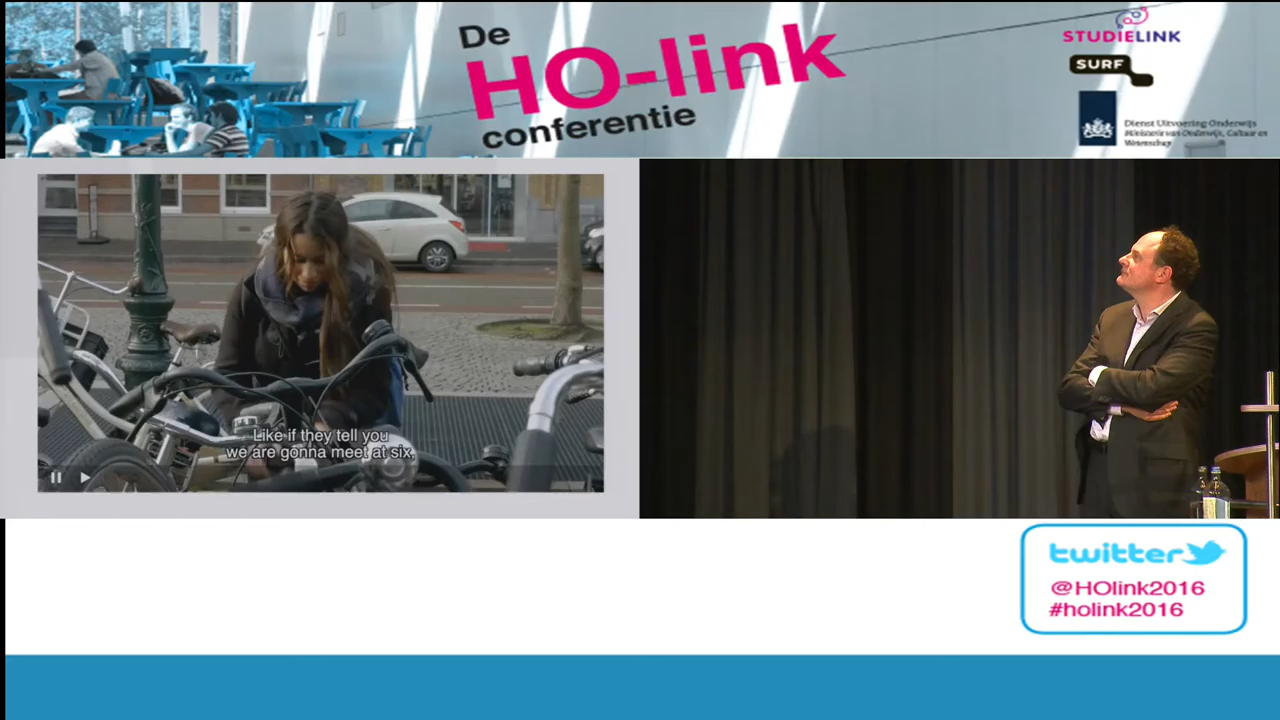 De
HO-link
conferentie
STUDIELINK
SURF
Dienst Uitvoering Onderwijs
Ministerie van Onderwijs, Cultuur en
Wetenschap
Like if they tell you
we are gonna meet at six.
twitter
@HOlink2016
#holink2016